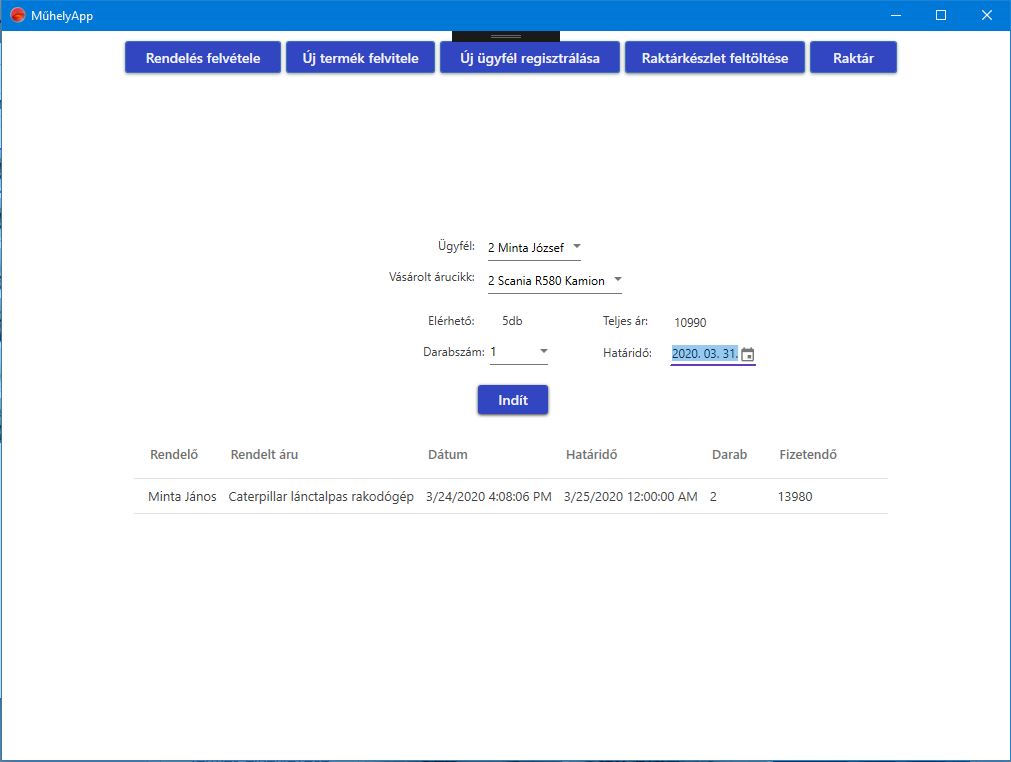 MűhelyApp
Rendelés felvétele Új termék felvitele Új ügyfél regisztrálása Raktárkészlet feltöltése Raktár
Ügyfél: 2 Minta József
Vásárolt árucikk: 2 Scania R580 Kamion
Elérhető: 5db Teljes ár: 10990
Darabszám: 1 Határidő: 2020. 03. 31.
Indít
Rendelő Rendelt áru Dátum Határidő Darab Fizetendő
Minta János Caterpillar lánctalpas rakodógép 3/24/2020 4:08:06 PM 3/25/2020 12:00:00 AM 2 13980